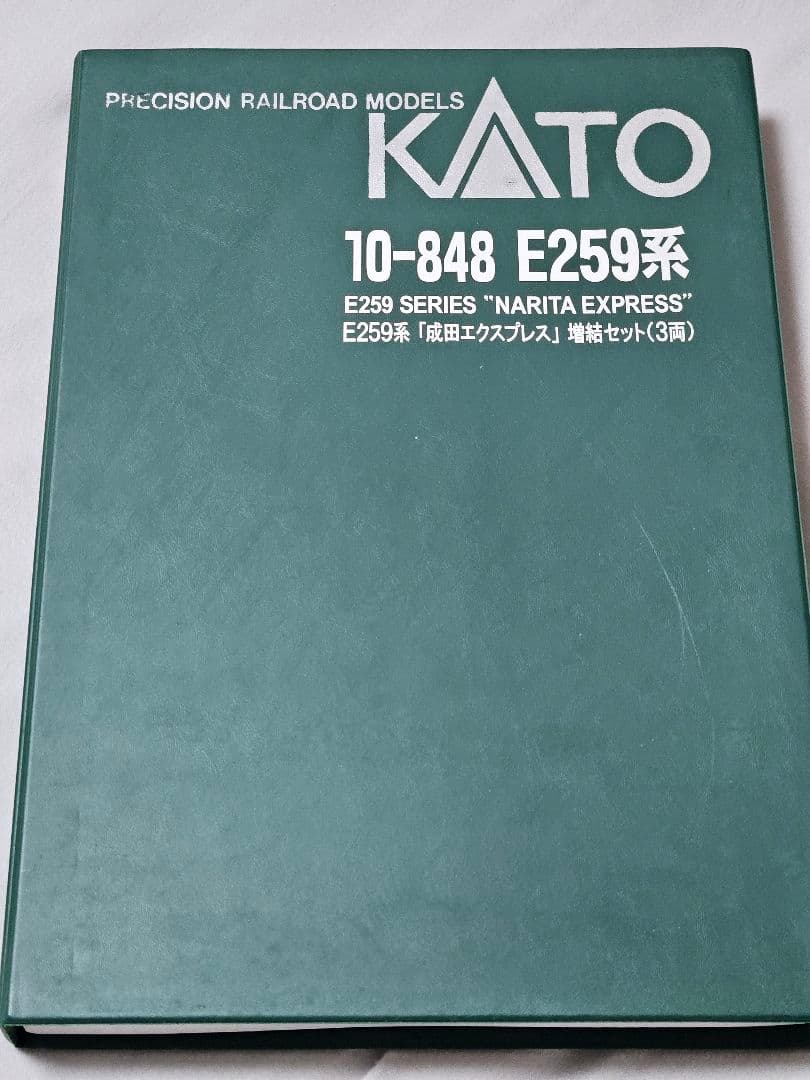 PRECISION RAILROAD MODELS
KATO
10-848 E259系
E259 SERIES "NARITA EXPRESS"
E259系「成田エクスプレス」増結セット(3両)